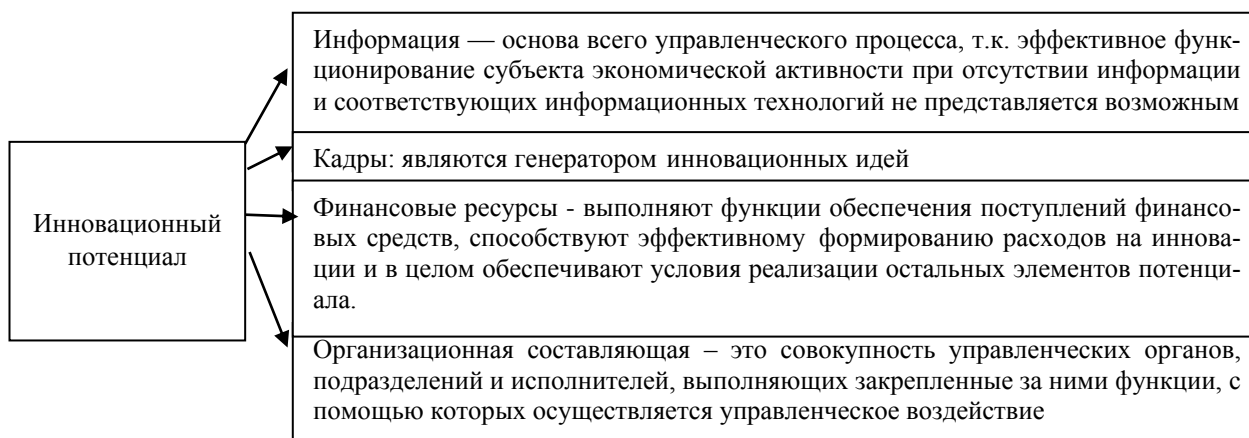 Информация — основа всего управленческого процесса, т.к. эффективное функ-
ционирование субъекта экономической активности при отсутствии информации
и соответствующих информационных технологий не представляется возможным
Кадры: являются генератором инновационных идей
Инновационный
потенциал
Финансовые ресурсы - выполняют функции обеспечения поступлений финансо-
вых средств, способствуют эффективному формированию расходов на иннова-
ции и в целом обеспечивают условия реализации остальных элементов потенци-
ала.
Организационная составляющая – это совокупность управленческих органов,
подразделений и исполнителей, выполняющих закрепленные за ними функции, с
помощью которых осуществляется управленческое воздействие